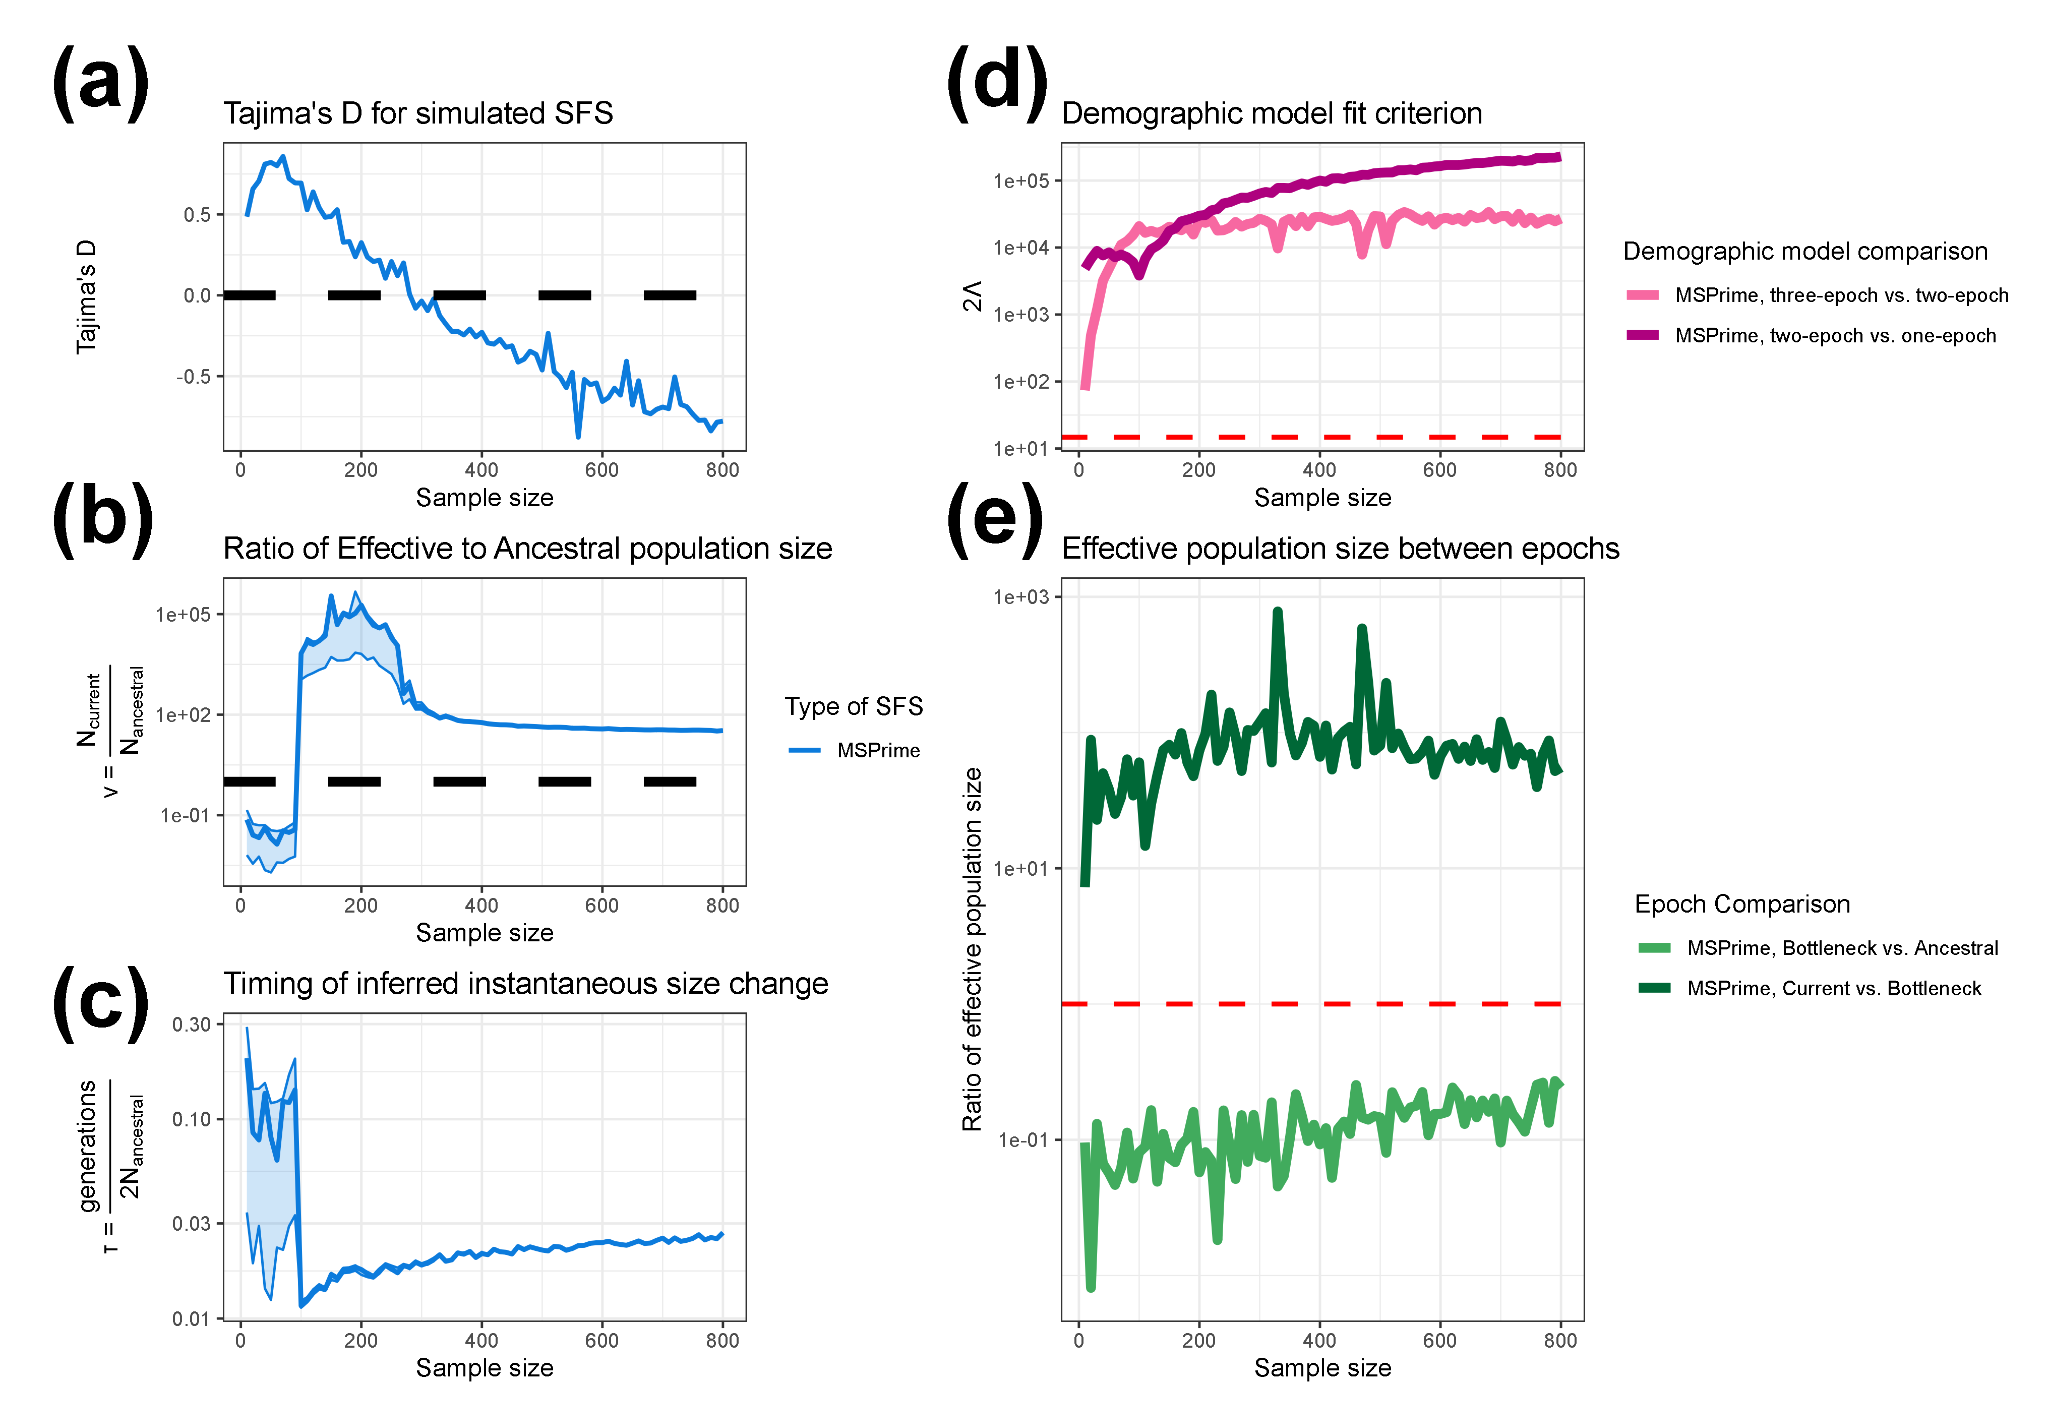 (a)
Tajima's D for simulated SFS
Tajima's D
0.5
0.0
-0.5
0
200
400
600
800
Sample size
(b)
Ratio of Effective to Ancestral population size
ν = Ncurrent / Nancestral
1e+05
1e+02
1e-01
0
200
400
600
800
Sample size
Type of SFS
MSPrime
(c)
Timing of inferred instantaneous size change
τ = generations / 2Nancestral
0.30
0.10
0.03
0.01
0
200
400
600
800
Sample size
(d)
Demographic model fit criterion
2Λ
1e+05
1e+04
1e+03
1e+02
1e+01
0
200
400
600
800
Sample size
Demographic model comparison
MSPrime, three-epoch vs. two-epoch
MSPrime, two-epoch vs. one-epoch
(e)
Effective population size between epochs
Ratio of effective population size
1e+03
1e+01
1e-01
0
200
400
600
800
Sample size
Epoch Comparison
MSPrime, Bottleneck vs. Ancestral
MSPrime, Current vs. Bottleneck